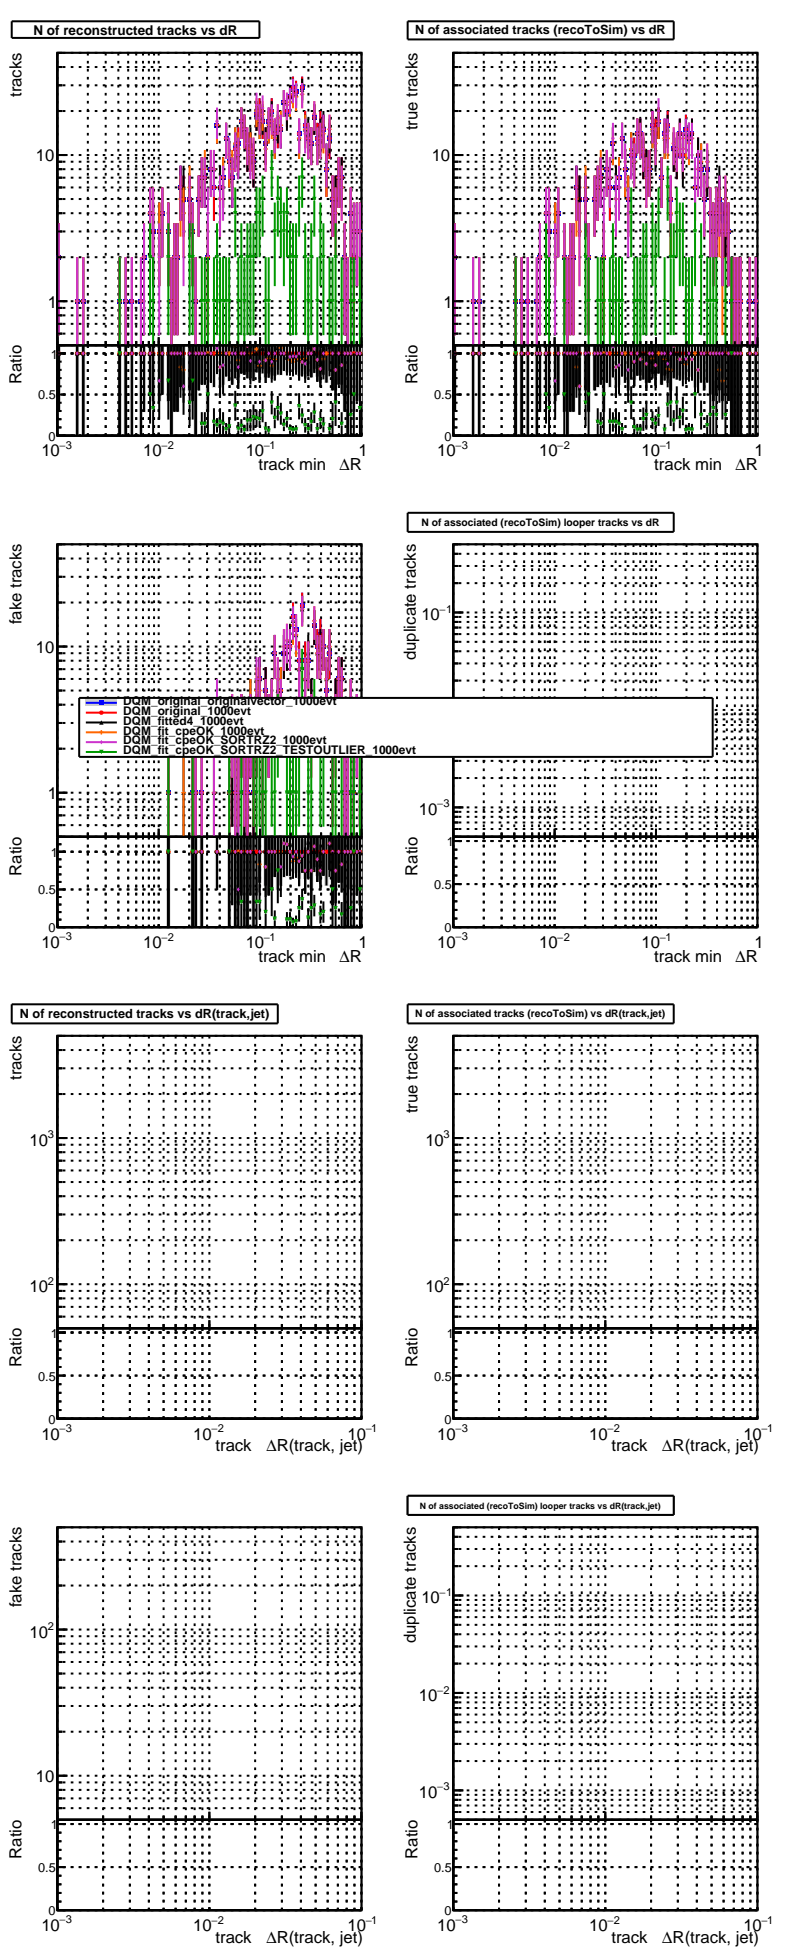 N of reconstructed tracks vs dR
tracks
10
1
Ratio
1
0.5
0
10⁻³ 10⁻² 10⁻¹ 1
track min ΔR
N of associated tracks (recoToSim) vs dR
true tracks
10
1
Ratio
1
0.5
0
10⁻³ 10⁻² 10⁻¹ 1
track min ΔR
fake tracks
10
1
Ratio
1
0.5
0
10⁻³ 10⁻² 10⁻¹ 1
track min ΔR
N of associated (recoToSim) looper tracks vs dR
duplicate tracks
10⁻¹
10⁻³
Ratio
1
0.5
0
10⁻³ 10⁻² 10⁻¹ 1
track min ΔR
DQM_original_originalvector_1000evt
DQM_original_1000evt
DQM_fitted4_1000evt
DQM_fit_cpeOK_1000evt
DQM_fit_cpeOK_SORTRZ2_1000evt
DQM_fit_cpeOK_SORTRZ2_TESTOUTLIER_1000evt
N of reconstructed tracks vs dR(track,jet)
tracks
10³
10²
Ratio
1
0.5
0
10⁻³ 10⁻² 10⁻¹
track ΔR(track, jet)
N of associated tracks (recoToSim) vs dR(track,jet)
true tracks
10³
10²
Ratio
1
0.5
0
10⁻³ 10⁻² 10⁻¹
track ΔR(track, jet)
fake tracks
10²
10
Ratio
1
0.5
0
10⁻³ 10⁻² 10⁻¹
track ΔR(track, jet)
N of associated (recoToSim) looper tracks vs dR(track,jet)
duplicate tracks
10⁻¹
10⁻²
10⁻³
Ratio
1
0.5
0
10⁻³ 10⁻² 10⁻¹
track ΔR(track, jet)